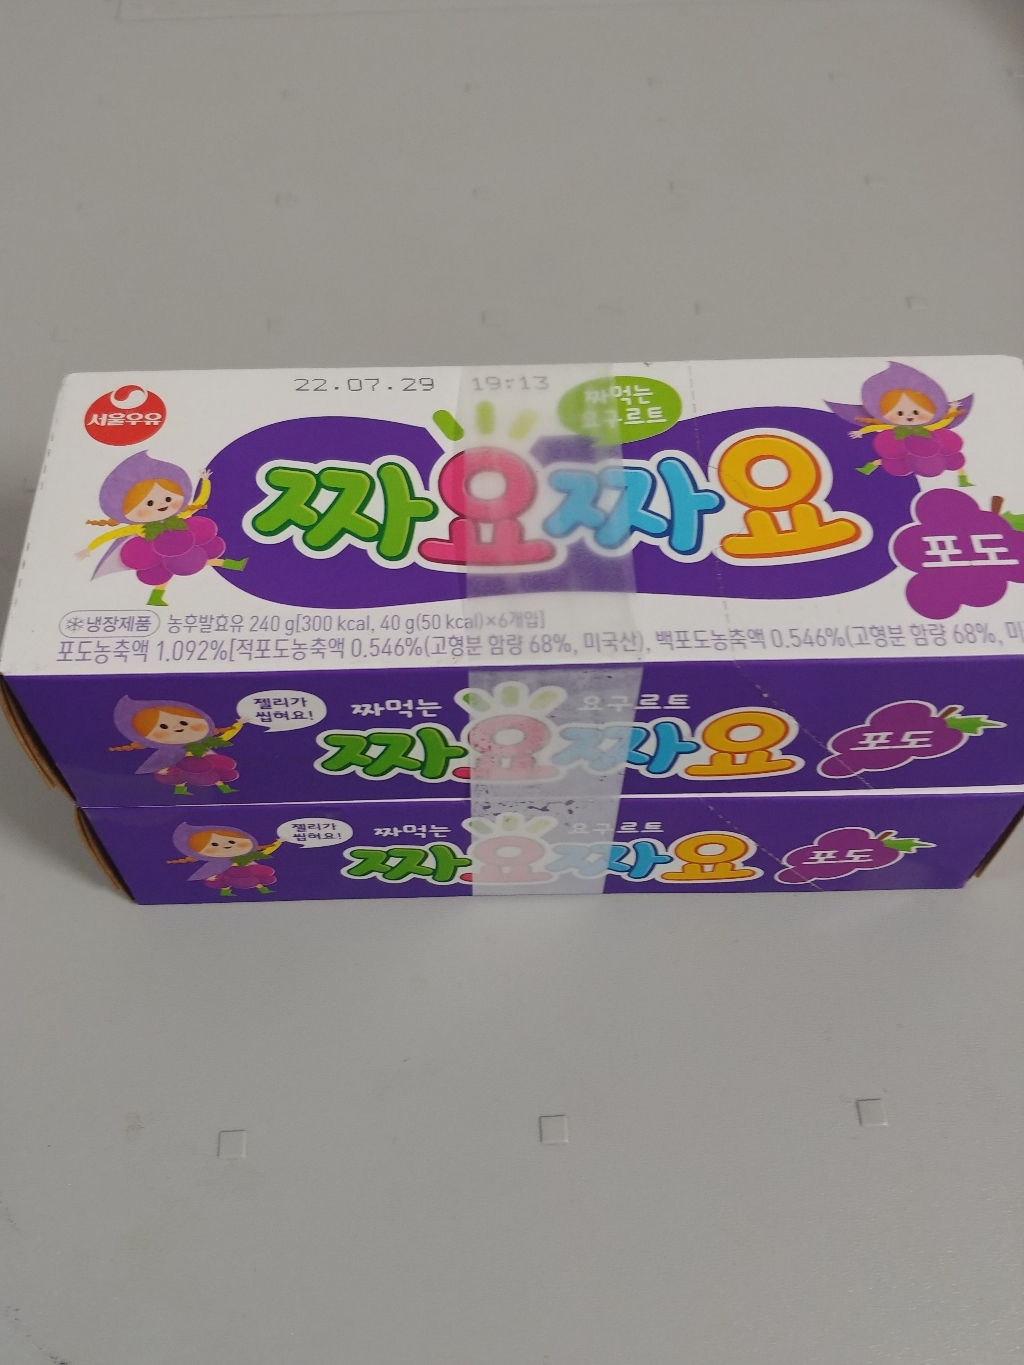 22.07.29 19:13
서울우유
짜먹는
요구르트
짜요짜요
포도
냉장제품 농후발효유 240 g[300 kcal, 40 g(50 kcal)×6개입]
포도농축액 1.092%[적포도농축액 0.546%(고형분 함량 68%, 미국산), 백포도농축액 0.546%(고형분 함량 68%,
젤리가
씹혀요!
짜먹는 요구르트
짜요짜요
포도
젤리가
씹혀요!
짜먹는 요구르트
짜요짜요
포도